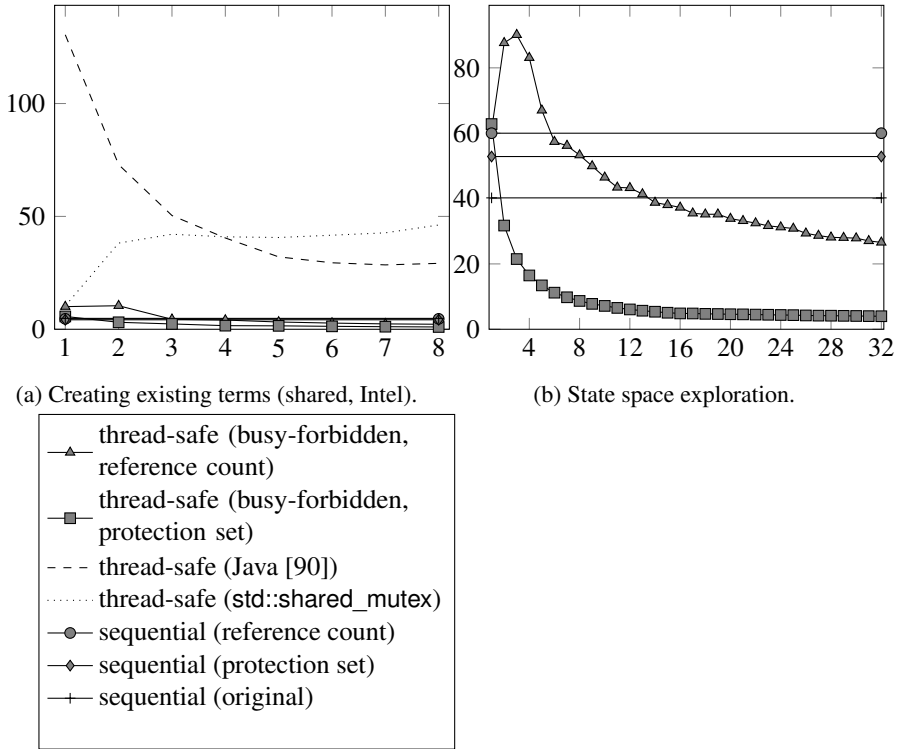 100
50
0
1 2 3 4 5 6 7 8
(a) Creating existing terms (shared, Intel).
80
60
40
20
0
4 8 12 16 20 24 28 32
(b) State space exploration.
thread-safe (busy-forbidden,
reference count)
thread-safe (busy-forbidden,
protection set)
thread-safe (Java [90])
thread-safe (std::shared_mutex)
sequential (reference count)
sequential (protection set)
sequential (original)